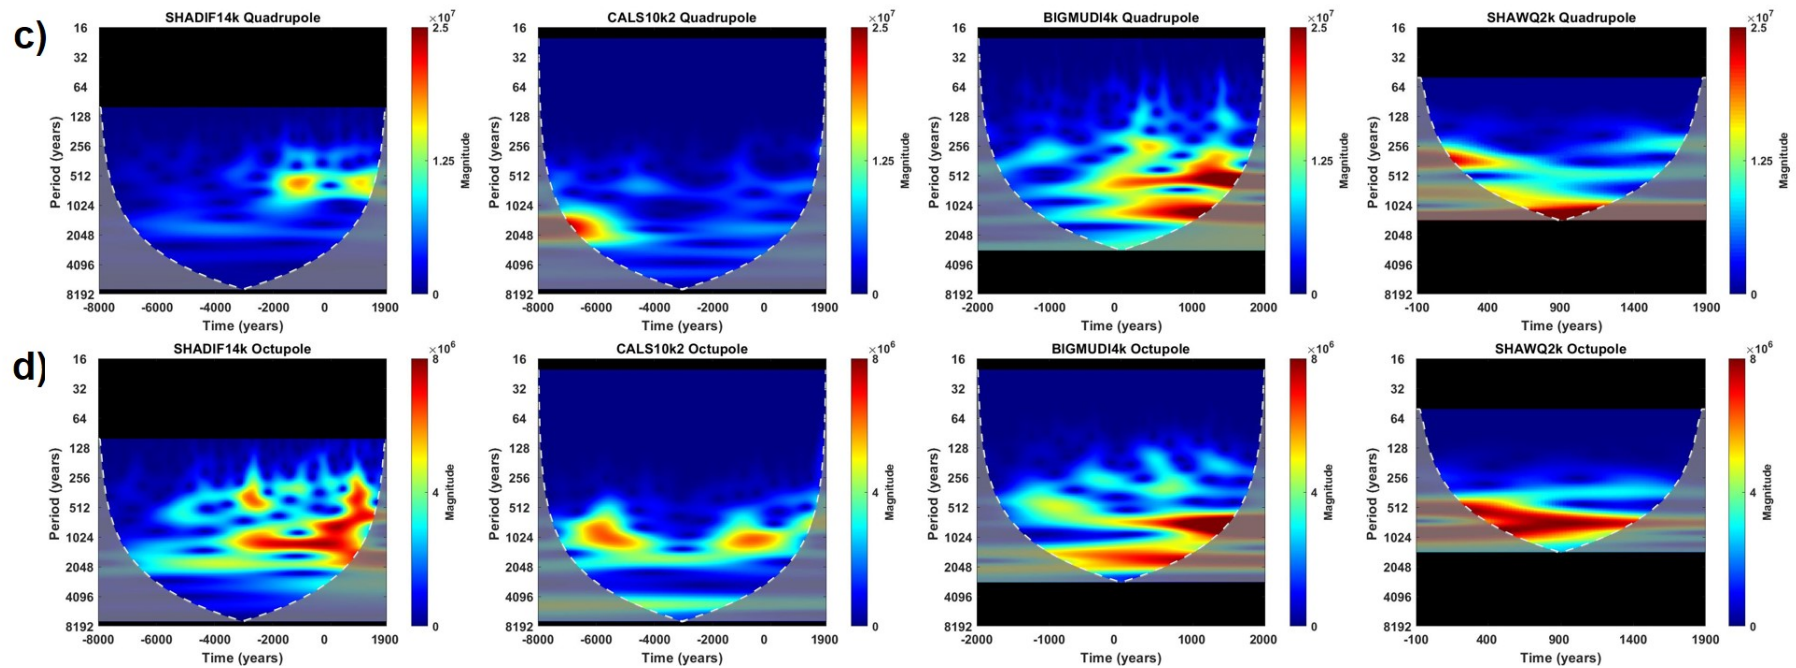 c)
SHADIF14k Quadrupole
×10⁷
16
32
64
128
256
512
1024
2048
4096
8192
Period (years)
-8000 -6000 -4000 -2000 0 1900
Time (years)
2.5
1.25
0
Magnitude
CALS10k2 Quadrupole
×10⁷
16
32
64
128
256
512
1024
2048
4096
8192
Period (years)
-8000 -6000 -4000 -2000 0 1900
Time (years)
2.5
1.25
0
Magnitude
BIGMUDI4k Quadrupole
×10⁷
16
32
64
128
256
512
1024
2048
4096
8192
Period (years)
-2000 -1000 0 1000 2000
Time (years)
2.5
1.25
0
Magnitude
SHAWQ2k Quadrupole
×10⁷
16
32
64
128
256
512
1024
2048
4096
8192
Period (years)
-100 400 900 1400 1900
Time (years)
2.5
1.25
0
Magnitude
d)
SHADIF14k Octupole
×10⁶
16
32
64
128
256
512
1024
2048
4096
8192
Period (years)
-8000 -6000 -4000 -2000 0 1900
Time (years)
8
4
0
Magnitude
CALS10k2 Octupole
×10⁶
16
32
64
128
256
512
1024
2048
4096
8192
Period (years)
-8000 -6000 -4000 -2000 0 1900
Time (years)
8
4
0
Magnitude
BIGMUDI4k Octupole
×10⁶
16
32
64
128
256
512
1024
2048
4096
8192
Period (years)
-2000 -1000 0 1000 2000
Time (years)
8
4
0
Magnitude
SHAWQ2k Octupole
×10⁶
16
32
64
128
256
512
1024
2048
4096
8192
Period (years)
-100 400 900 1400 1900
Time (years)
8
4
0
Magnitude